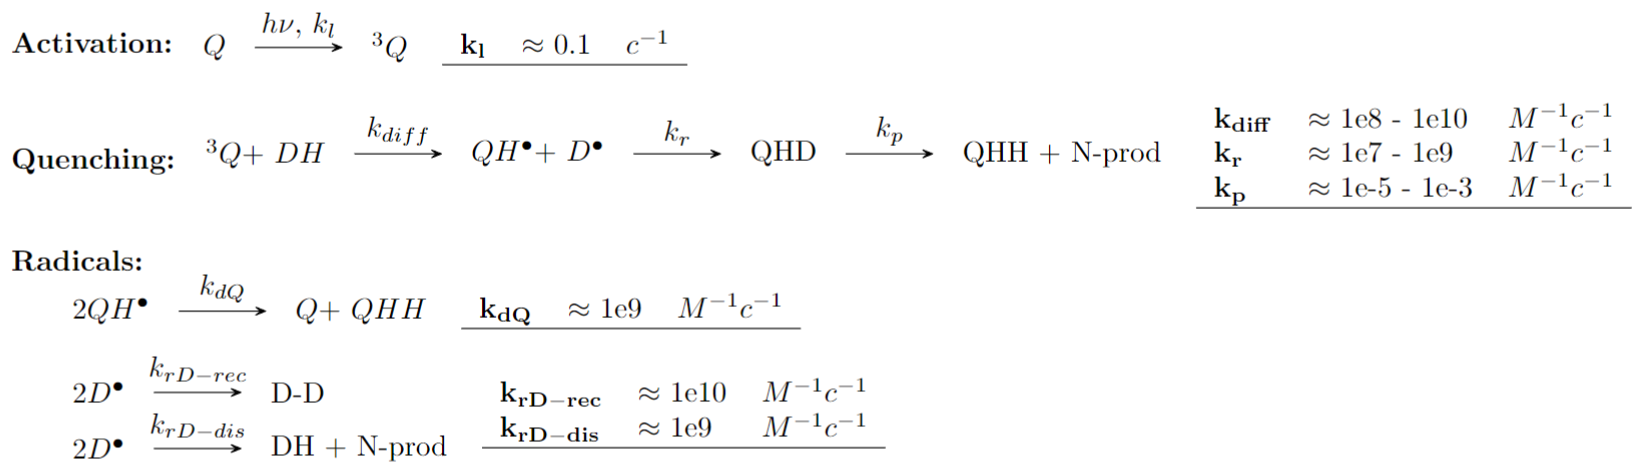 Activation: Q hν, k_l → ³Q k_l ≈ 0.1 c⁻¹
Quenching: ³Q+ DH k_diff → QH•+ D• k_r → QHD k_p → QHH + N-prod
k_diff ≈ 1e8 - 1e10 M⁻¹c⁻¹
k_r ≈ 1e7 - 1e9 M⁻¹c⁻¹
k_p ≈ 1e-5 - 1e-3 M⁻¹c⁻¹
Radicals:
2QH• k_dQ → Q+ QHH k_dQ ≈ 1e9 M⁻¹c⁻¹
2D• k_rD−rec → D-D k_rD−rec ≈ 1e10 M⁻¹c⁻¹
2D• k_rD−dis → DH + N-prod k_rD−dis ≈ 1e9 M⁻¹c⁻¹